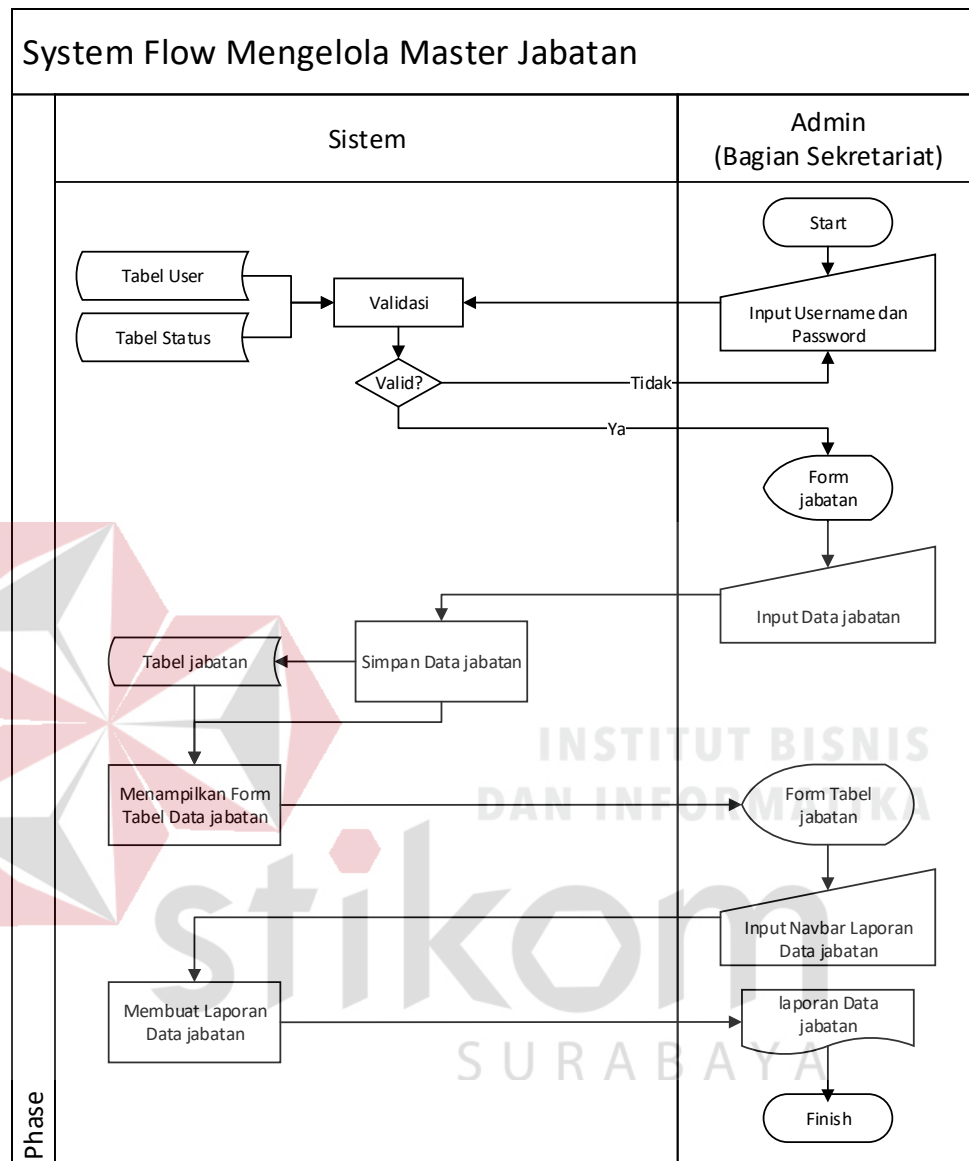 System Flow Mengelola Master Jabatan
Sistem
Admin
(Bagian Sekretariat)
Start
Tabel User
Validasi
Input Username dan
Password
Tabel Status
Valid?
Tidak
Ya
Form
jabatan
Input Data jabatan
Tabel jabatan
Simpan Data jabatan
INSTITUT BISNIS
DAN INFORMATIKA
Menampilkan Form
Tabel Data jabatan
Form Tabel
jabatan
stikom
Input Navbar Laporan
Data jabatan
Membuat Laporan
Data jabatan
laporan Data
jabatan
SURABAYA
Finish
Phase